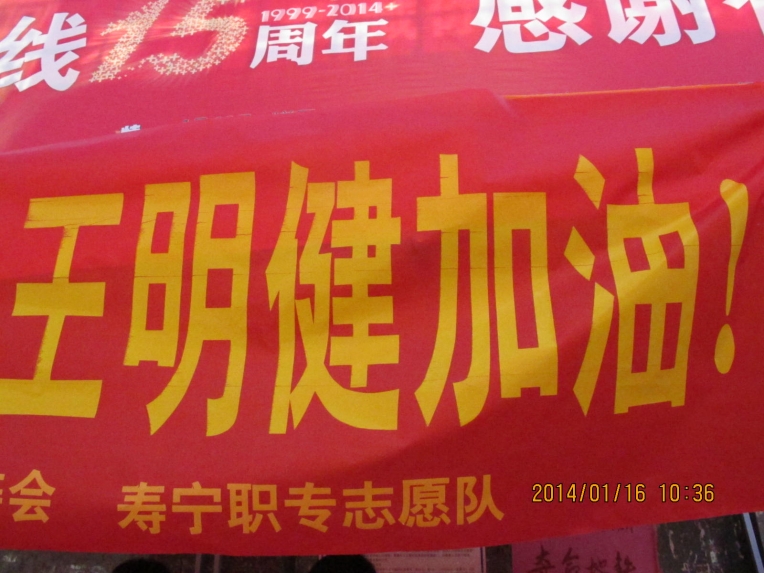 线15周年 感谢
1999-2014+
王明健加油!
会 寿宁职专志愿队
2014/01/16 10:36